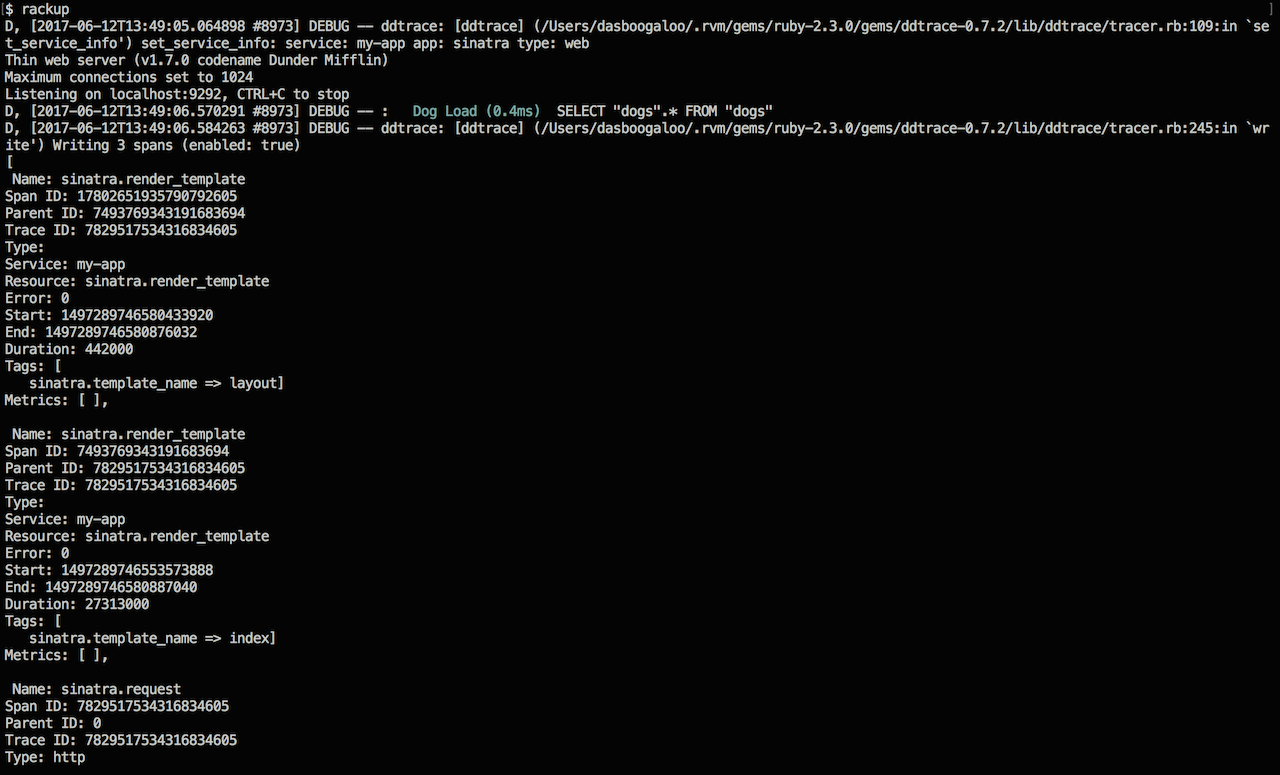 [$ rackup ]
D, [2017-06-12T13:49:05.064898 #8973] DEBUG -- ddtrace: [ddtrace] (/Users/dasboogaloo/.rvm/gems/ruby-2.3.0/gems/ddtrace-0.7.2/lib/ddtrace/tracer.rb:109:in `se
t_service_info') set_service_info: service: my-app app: sinatra type: web
Thin web server (v1.7.0 codename Dunder Mifflin)
Maximum connections set to 1024
Listening on localhost:9292, CTRL+C to stop
D, [2017-06-12T13:49:06.570291 #8973] DEBUG -- :   Dog Load (0.4ms)  SELECT "dogs".* FROM "dogs"
D, [2017-06-12T13:49:06.584263 #8973] DEBUG -- ddtrace: [ddtrace] (/Users/dasboogaloo/.rvm/gems/ruby-2.3.0/gems/ddtrace-0.7.2/lib/ddtrace/tracer.rb:245:in `wr
ite') Writing 3 spans (enabled: true)
[
 Name: sinatra.render_template
Span ID: 17802651935790792605
Parent ID: 7493769343191683694
Trace ID: 7829517534316834605
Type:
Service: my-app
Resource: sinatra.render_template
Error: 0
Start: 1497289746580433920
End: 1497289746580876032
Duration: 442000
Tags: [
   sinatra.template_name => layout]
Metrics: [ ],

 Name: sinatra.render_template
Span ID: 7493769343191683694
Parent ID: 7829517534316834605
Trace ID: 7829517534316834605
Type:
Service: my-app
Resource: sinatra.render_template
Error: 0
Start: 1497289746553573888
End: 1497289746580887040
Duration: 27313000
Tags: [
   sinatra.template_name => index]
Metrics: [ ],

 Name: sinatra.request
Span ID: 7829517534316834605
Parent ID: 0
Trace ID: 7829517534316834605
Type: http